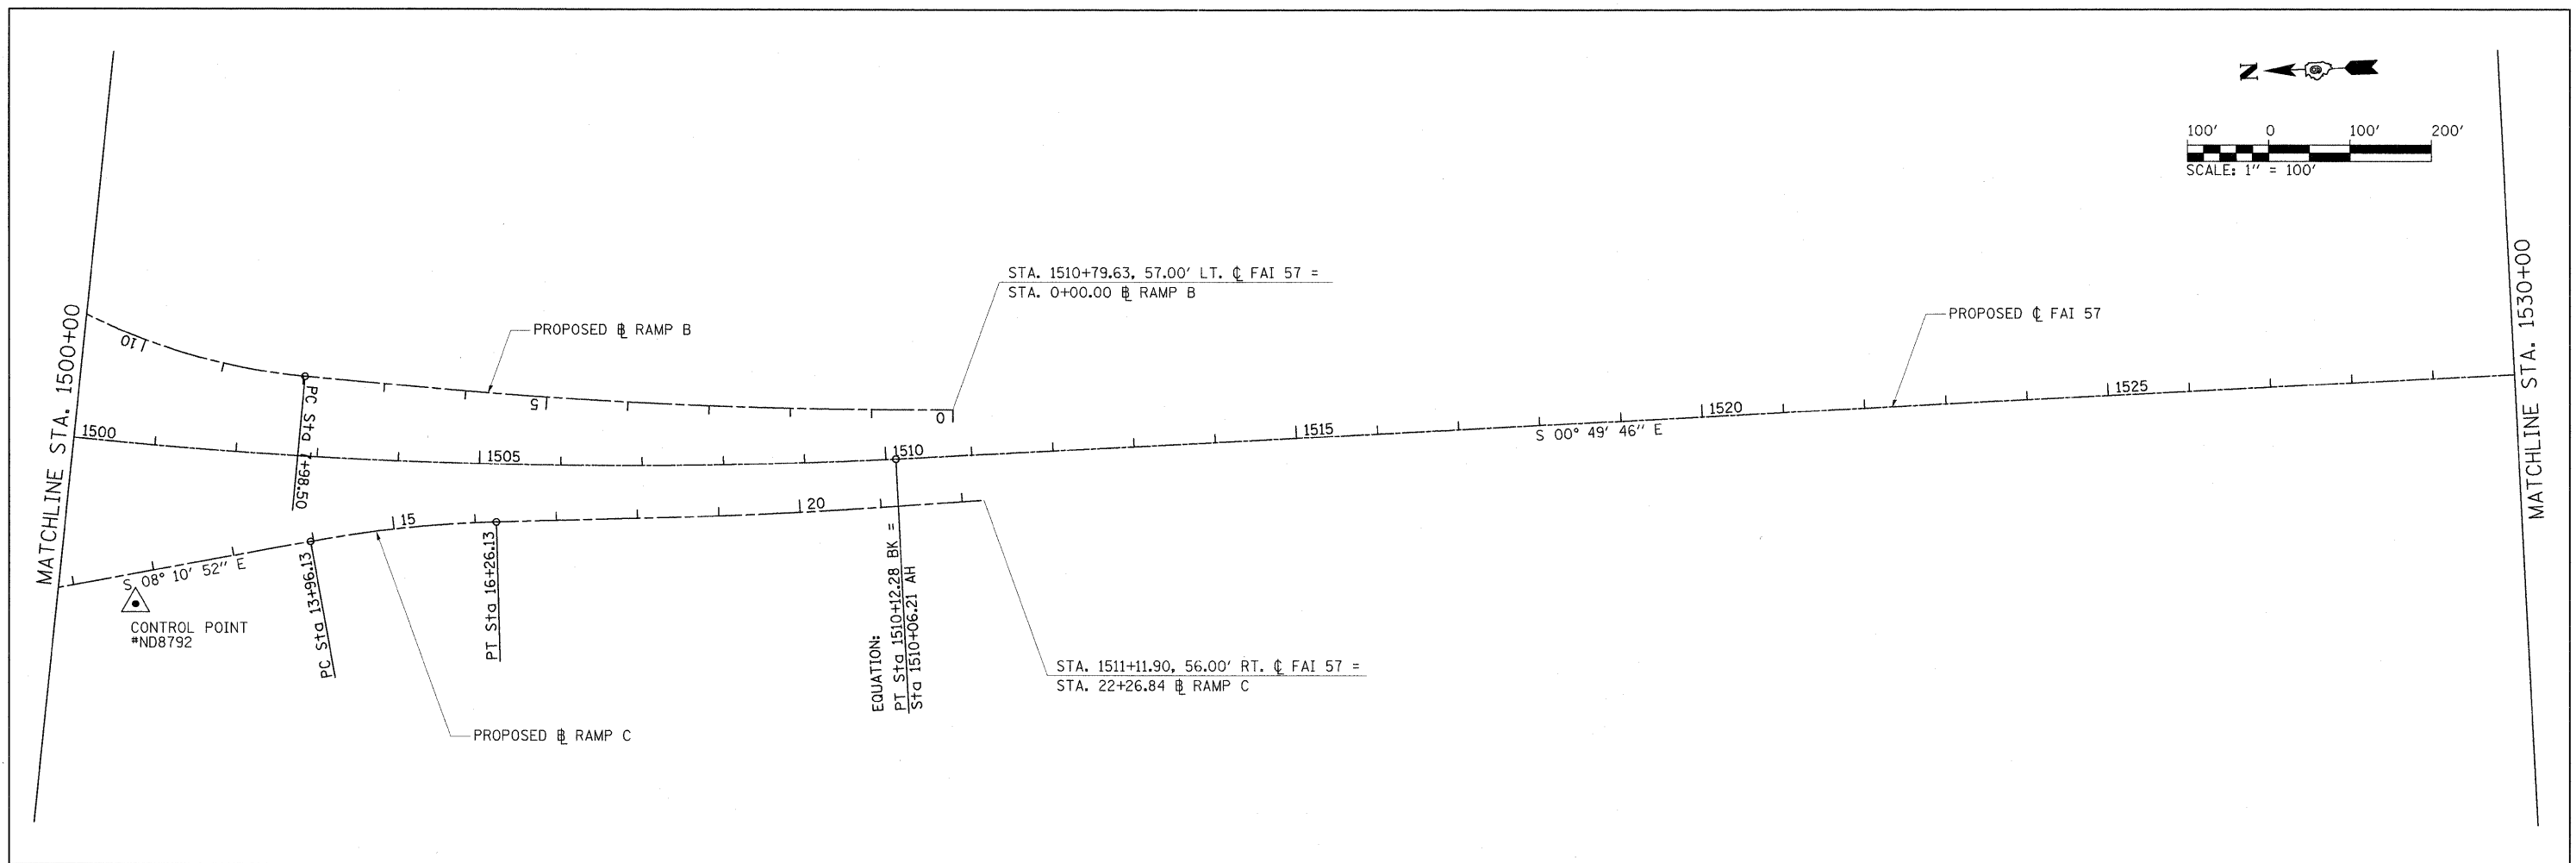 N
100' 0 100' 200'
SCALE: 1" = 100'
MATCHLINE STA. 1500+00
10
PROPOSED ℄ RAMP B
PC Sta 7+98.50
5
0
STA. 1510+79.63, 57.00' LT. ℄ FAI 57 =
STA. 0+00.00 BL RAMP B
PROPOSED ℄ FAI 57
MATCHLINE STA. 1530+00
1500
1505
1510
1515
1520
1525
S 00° 49' 46" E
S 08° 10' 52" E
CONTROL POINT
#ND8792
PC Sta 13+96.13
15
PT Sta 16+26.13
20
EQUATION:
PT Sta 1510+12.28 BK =
Sta 1510+06.21 AH
STA. 1511+11.90, 56.00' RT. ℄ FAI 57 =
STA. 22+26.84 BL RAMP C
PROPOSED BL RAMP C